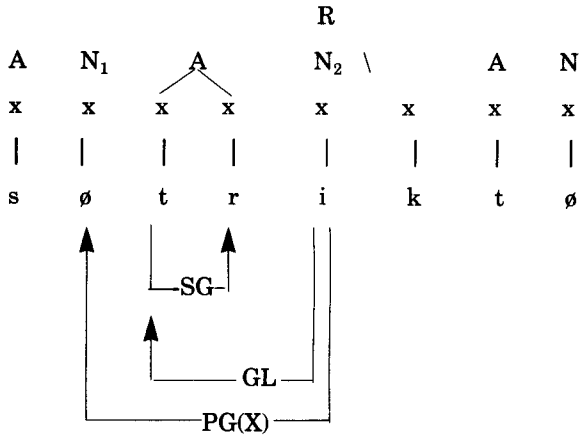 R
A N₁ A N₂ \ A N
x x x x x x x x
s ø t r i k t ø
SG
GL
PG(X)